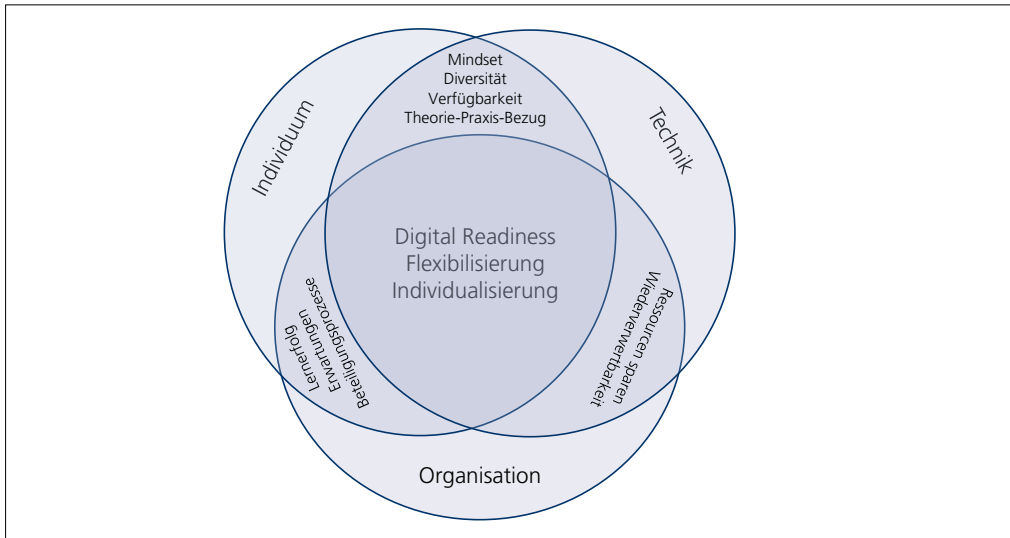 Mindset
Diversität
Verfügbarkeit
Theorie-Praxis-Bezug
Individuum
Technik
Digital Readiness
Flexibilisierung
Individualisierung
Lernerfolg
Erwartungen
Beteiligungsprozesse
Ressourcen sparen
Wiederverwertbarkeit
Organisation